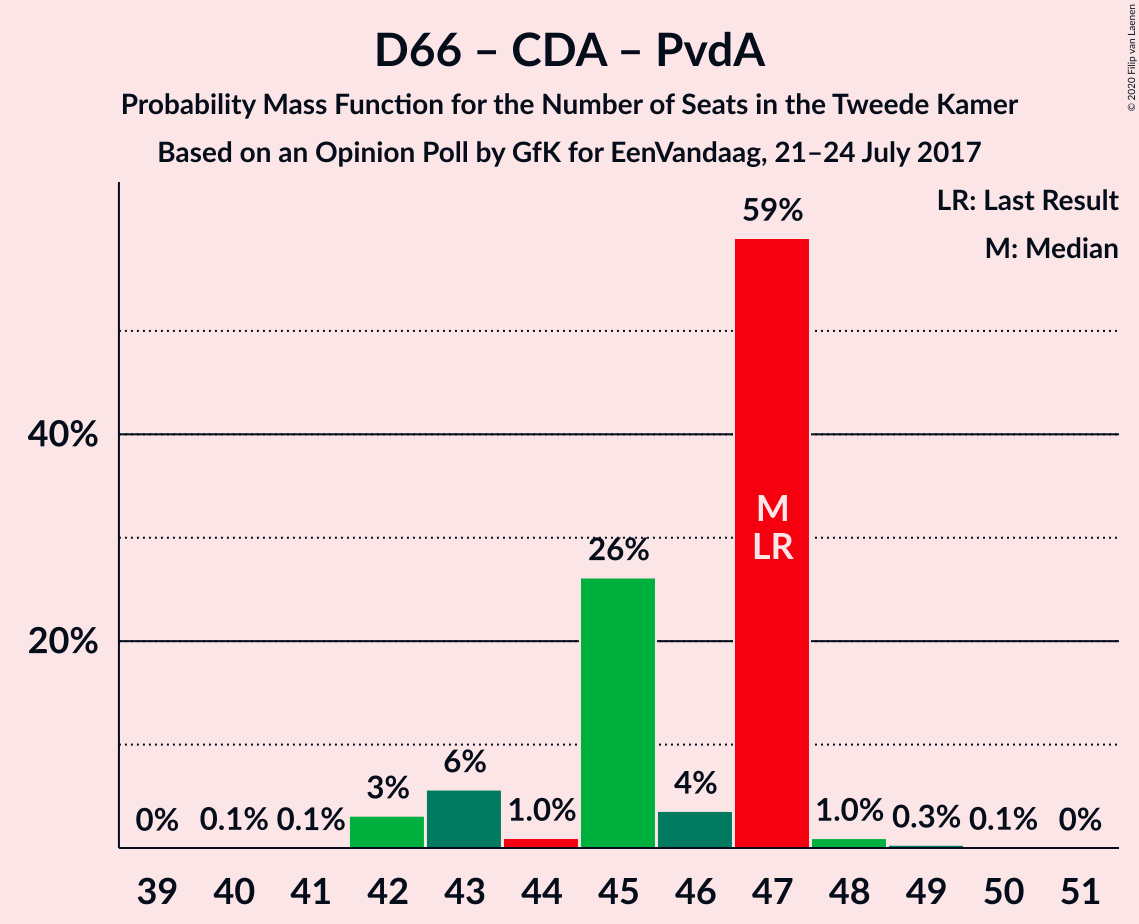 D66 – CDA – PvdA
Probability Mass Function for the Number of Seats in the Tweede Kamer
Based on an Opinion Poll by GfK for EenVandaag, 21–24 July 2017
© 2020 Filip van Laenen
LR: Last Result
M: Median
59%
40%
M
LR
26%
20%
6%
4%
3%
0% 0.1% 0.1% 1.0% 1.0% 0.3% 0.1% 0%
39 40 41 42 43 44 45 46 47 48 49 50 51